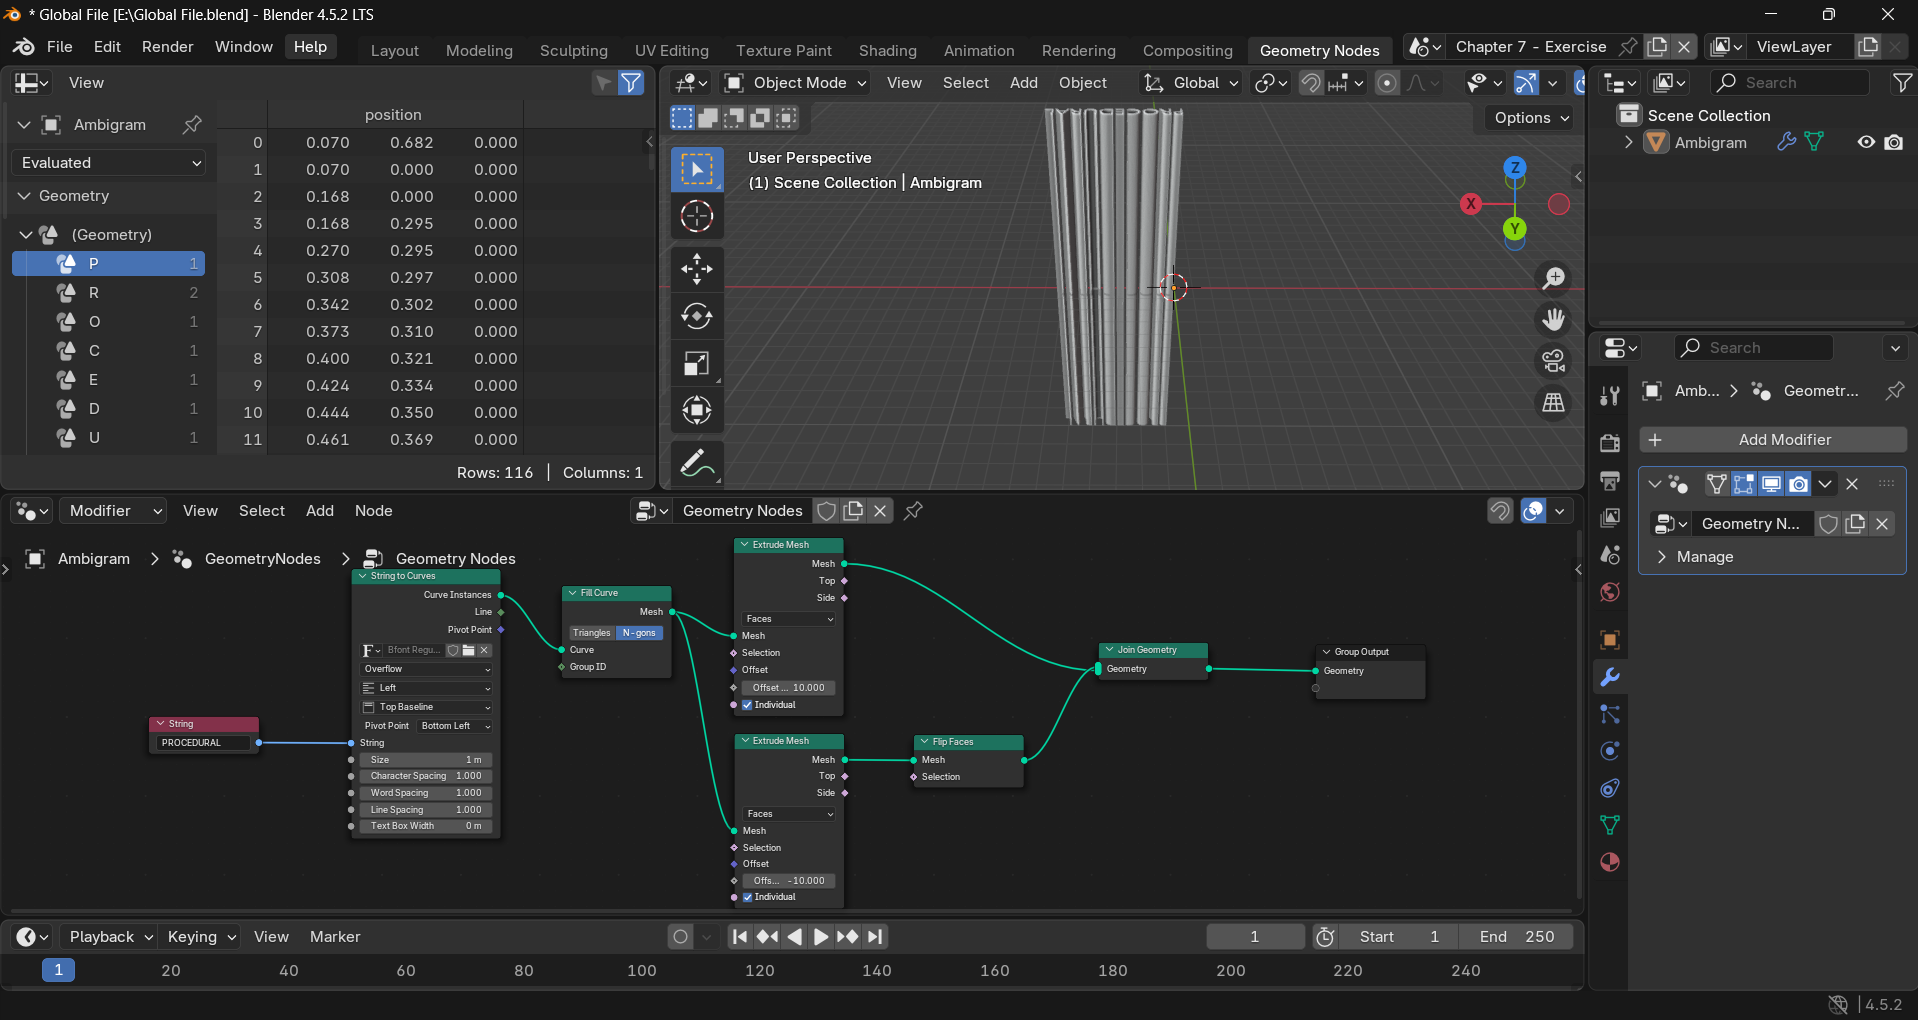 * Global File [E:\Global File.blend] - Blender 4.5.2 LTS
File Edit Render Window Help Layout Modeling Sculpting UV Editing Texture Paint Shading Animation Rendering Compositing Geometry Nodes Chapter 7 - Exercise ViewLayer
View
Ambigram
Evaluated
Geometry
(Geometry)
P 1
R 2
O 1
C 1
E 1
D 1
U 1
position
0 0.070 0.682 0.000
1 0.070 0.000 0.000
2 0.168 0.000 0.000
3 0.168 0.295 0.000
4 0.270 0.295 0.000
5 0.308 0.297 0.000
6 0.342 0.302 0.000
7 0.373 0.310 0.000
8 0.400 0.321 0.000
9 0.424 0.334 0.000
10 0.444 0.350 0.000
11 0.461 0.369 0.000
Rows: 116 | Columns: 1
Object Mode View Select Add Object Global
Options
User Perspective
(1) Scene Collection | Ambigram
Z
X
Y
Search
Scene Collection
Ambigram
Search
Amb... Geometr...
Add Modifier
Geometry N...
Manage
Modifier View Select Add Node Geometry Nodes
Ambigram GeometryNodes Geometry Nodes
String
PROCEDURAL
String to Curves
Curve Instances
Line
Pivot Point
Bfont Regu...
Overflow
Left
Top Baseline
Pivot Point Bottom Left
String
Size 1 m
Character Spacing 1.000
Word Spacing 1.000
Line Spacing 1.000
Text Box Width 0 m
Fill Curve
Mesh
Triangles N-gons
Curve
Group ID
Extrude Mesh
Mesh
Top
Side
Faces
Mesh
Selection
Offset
Offset ... 10.000
Individual
Extrude Mesh
Mesh
Top
Side
Faces
Mesh
Selection
Offset
Offs... -10.000
Individual
Flip Faces
Mesh
Selection
Join Geometry
Geometry
Group Output
Geometry
Playback Keying View Marker 1 Start 1 End 250
1 20 40 60 80 100 120 140 160 180 200 220 240
4.5.2